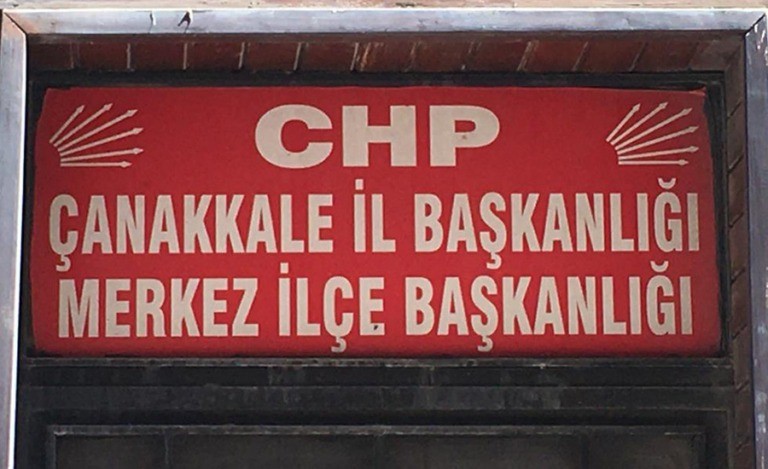 CHP
ÇANAKKALE İL BAŞKANLIĞI
MERKEZ İLÇE BAŞKANLIĞI